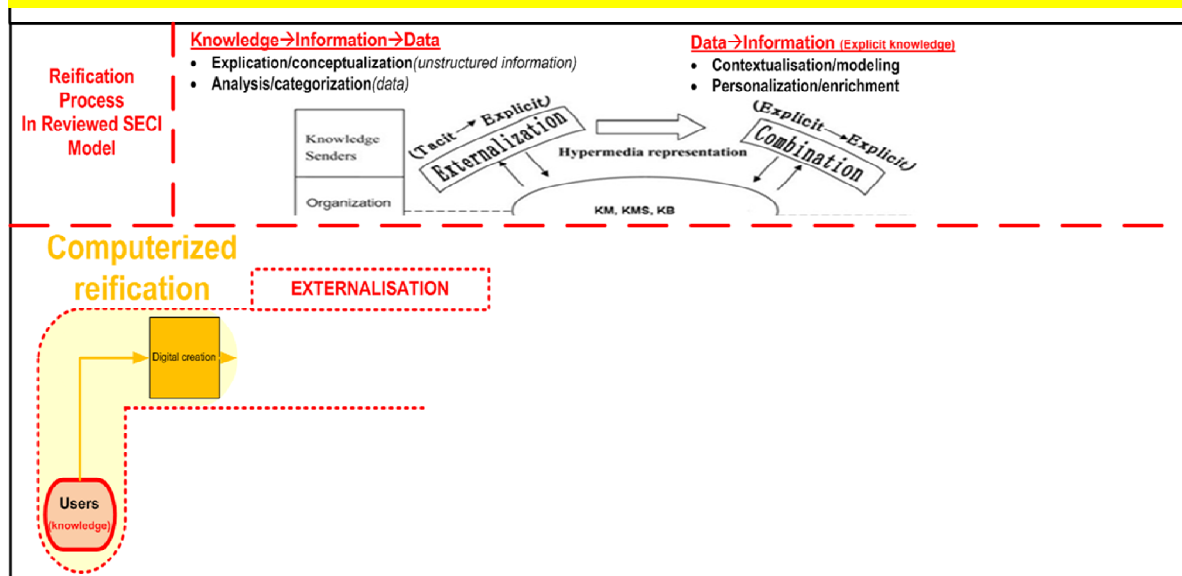 Reification
Process
In Reviewed SECI
Model
Knowledge→Information→Data
• Explication/conceptualization(unstructured information)
• Analysis/categorization(data)
Data→Information (Explicit knowledge)
• Contextualisation/modeling
• Personalization/enrichment
Knowledge
Senders
Organization
(Tacit → Explicit)
Externalization
Hypermedia representation
(Explicit → Explicit)
Combination
KM, KMS, KB
Computerized
reification
EXTERNALISATION
Digital creation
Users
(knowledge)